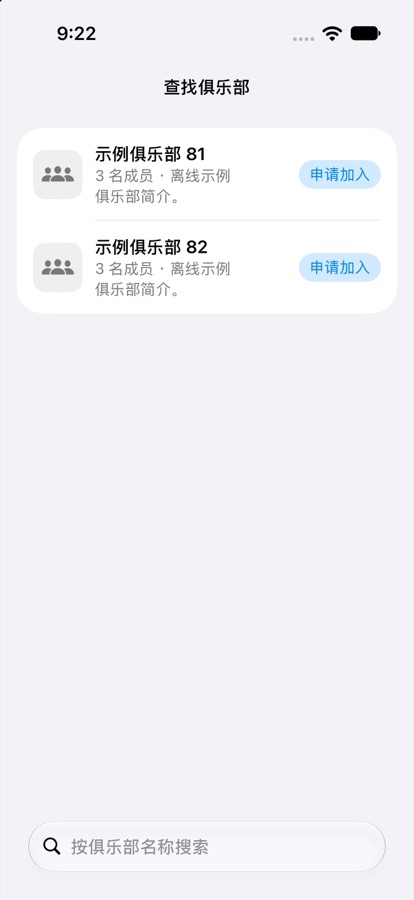 9:22
查找俱乐部
示例俱乐部 81
3 名成员 · 离线示例
俱乐部简介。
申请加入
示例俱乐部 82
3 名成员 · 离线示例
俱乐部简介。
申请加入
按俱乐部名称搜索